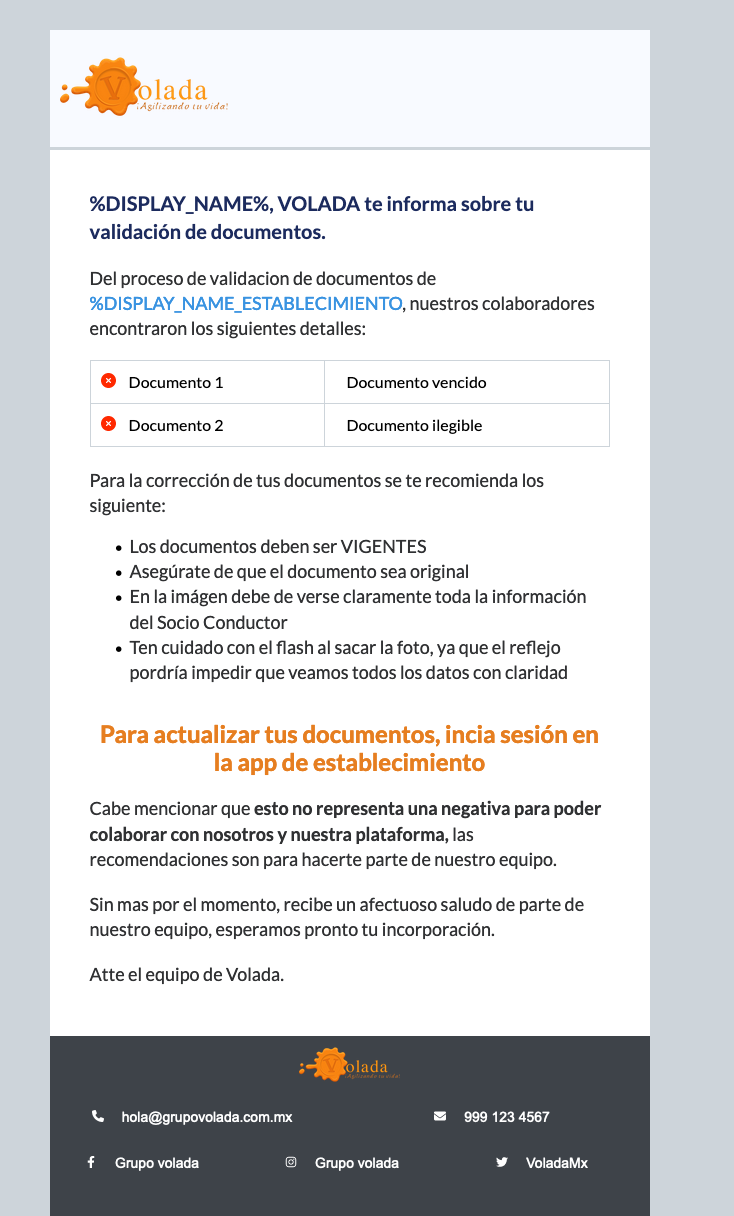 Volada
¡Agilizando tu vida!
%DISPLAY_NAME%, VOLADA te informa sobre tu
validación de documentos.
Del proceso de validacion de documentos de
%DISPLAY_NAME_ESTABLECIMIENTO, nuestros colaboradores
encontraron los siguientes detalles:
Documento 1 Documento vencido
Documento 2 Documento ilegible
Para la corrección de tus documentos se te recomienda los
siguiente:
• Los documentos deben ser VIGENTES
• Asegúrate de que el documento sea original
• En la imágen debe de verse claramente toda la información
del Socio Conductor
• Ten cuidado con el flash al sacar la foto, ya que el reflejo
pordría impedir que veamos todos los datos con claridad
Para actualizar tus documentos, incia sesión en
la app de establecimiento
Cabe mencionar que esto no representa una negativa para poder
colaborar con nosotros y nuestra plataforma, las
recomendaciones son para hacerte parte de nuestro equipo.
Sin mas por el momento, recibe un afectuoso saludo de parte de
nuestro equipo, esperamos pronto tu incorporación.
Atte el equipo de Volada.
Volada
¡Agilizando tu vida!
hola@grupovolada.com.mx 999 123 4567
Grupo volada Grupo volada VoladaMx